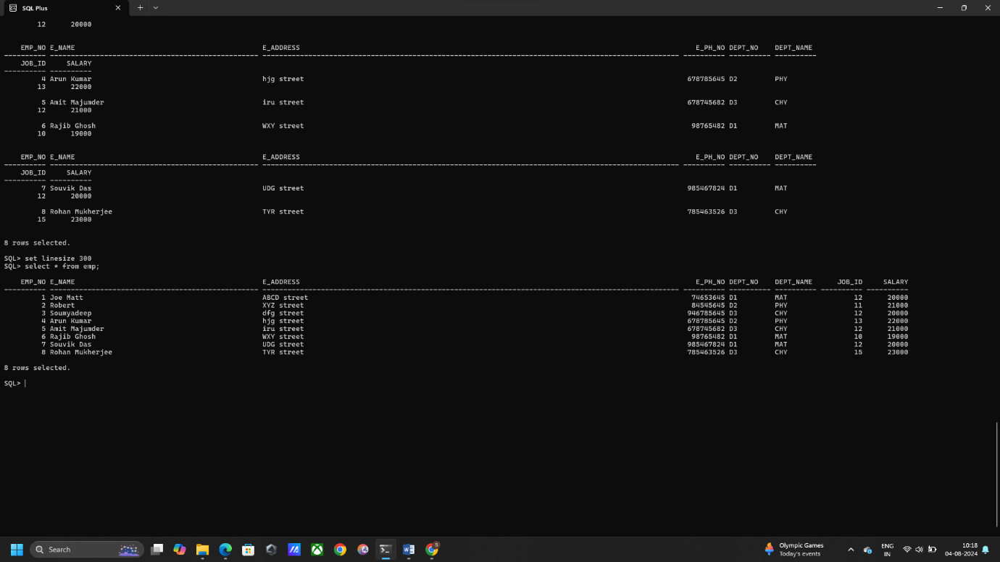 SQL Plus
12 20000
EMP_NO E_NAME E_ADDRESS E_PH_NO DEPT_NO DEPT_NAME
JOB_ID SALARY
4 Arun Kumar hjg street 678785645 D2 PHY
13 22000
5 Amit Majumder iru street 678745682 D3 CHY
12 21000
6 Rajib Ghosh WXY street 98765482 D1 MAT
10 19000
EMP_NO E_NAME E_ADDRESS E_PH_NO DEPT_NO DEPT_NAME
JOB_ID SALARY
7 Souvik Das UDG street 985467824 D1 MAT
12 20000
8 Rohan Mukherjee TYR street 785463526 D3 CHY
15 23000
8 rows selected.
SQL> set linesize 300
SQL> select * from emp;
EMP_NO E_NAME E_ADDRESS E_PH_NO DEPT_NO DEPT_NAME JOB_ID SALARY
1 Joe Matt ABCD street 74653645 D1 MAT 12 20000
2 Robert XYZ street 84545645 D2 PHY 11 21000
3 Soumyadeep dfg street 946785645 D3 CHY 12 20000
4 Arun Kumar hjg street 678785645 D2 PHY 13 22000
5 Amit Majumder iru street 678745682 D3 CHY 12 21000
6 Rajib Ghosh WXY street 98765482 D1 MAT 10 19000
7 Souvik Das UDG street 985467824 D1 MAT 12 20000
8 Rohan Mukherjee TYR street 785463526 D3 CHY 15 23000
8 rows selected.
SQL>
Search
Olympic Games
Today's events
ENG
IN
10:18
04-08-2024